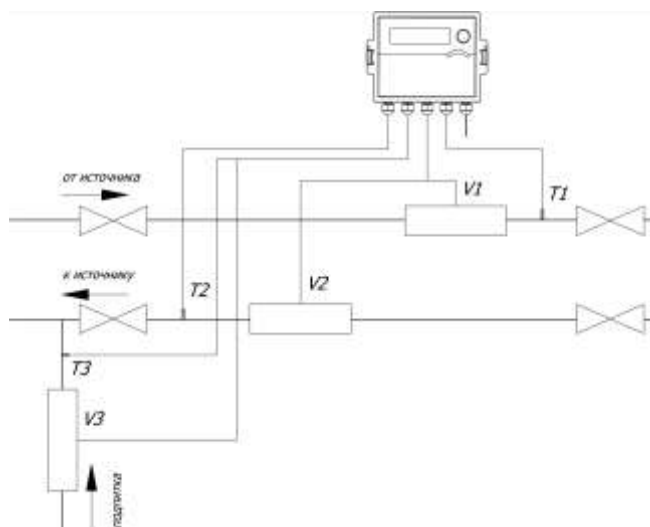 от источника
V1
T1
к источнику
T2
V2
T3
V3
подпитка